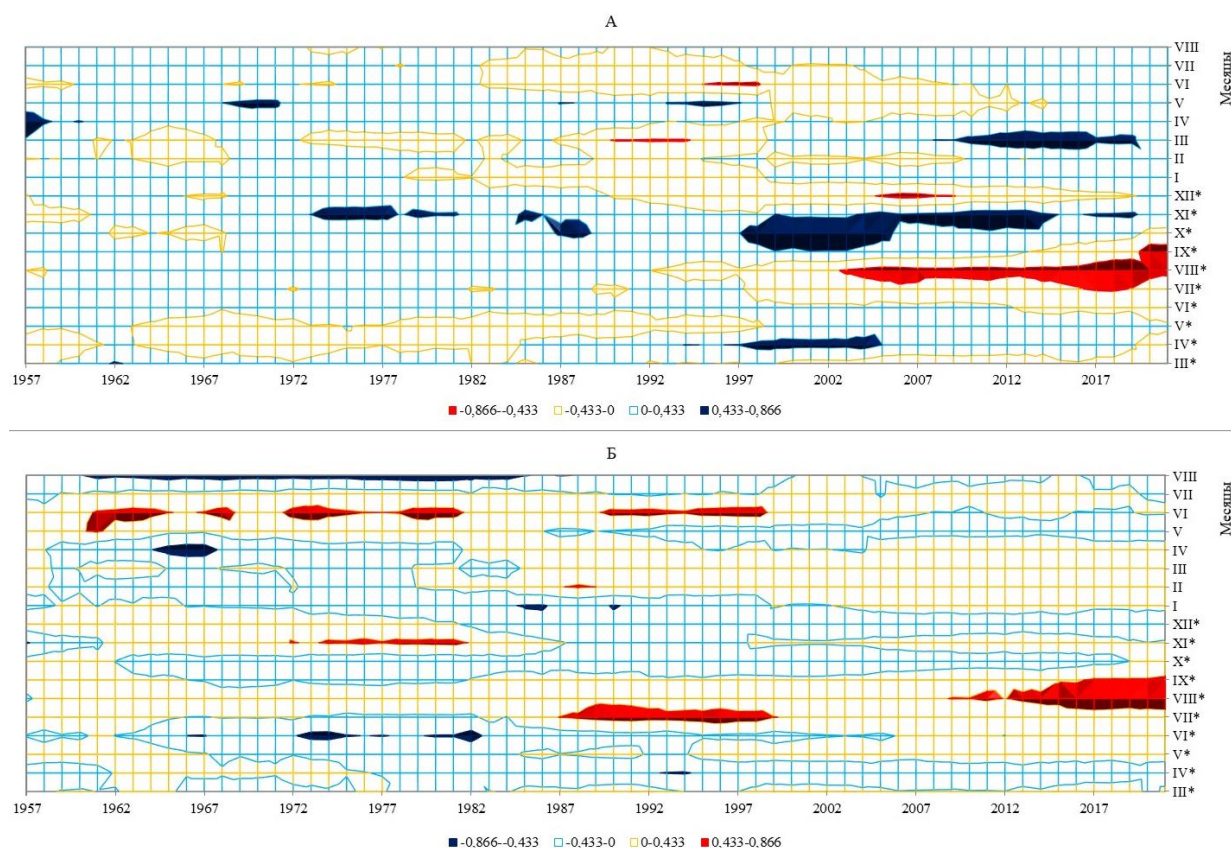 А
VIII
VII
VI
V
IV
III
II
I
XII*
XI*
X*
IX*
VIII*
VII*
VI*
V*
IV*
III*
Месяцы
1957 1962 1967 1972 1977 1982 1987 1992 1997 2002 2007 2012 2017
-0,866--0,433 -0,433-0 0-0,433 0,433-0,866
Б
VIII
VII
VI
V
IV
III
II
I
XII*
XI*
X*
IX*
VIII*
VII*
VI*
V*
IV*
III*
Месяцы
1957 1962 1967 1972 1977 1982 1987 1992 1997 2002 2007 2012 2017
-0,866--0,433 -0,433-0 0-0,433 0,433-0,866